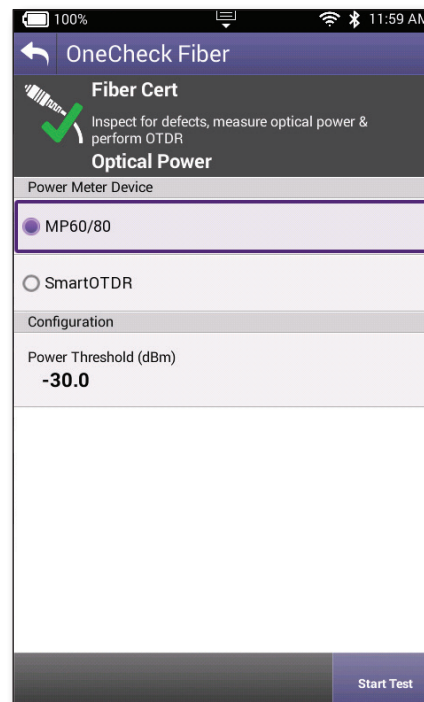 100%
11:59 AM
OneCheck Fiber
Fiber Cert
Inspect for defects, measure optical power &
perform OTDR
Optical Power
Power Meter Device
MP60/80
SmartOTDR
Configuration
Power Threshold (dBm)
-30.0
Start Test